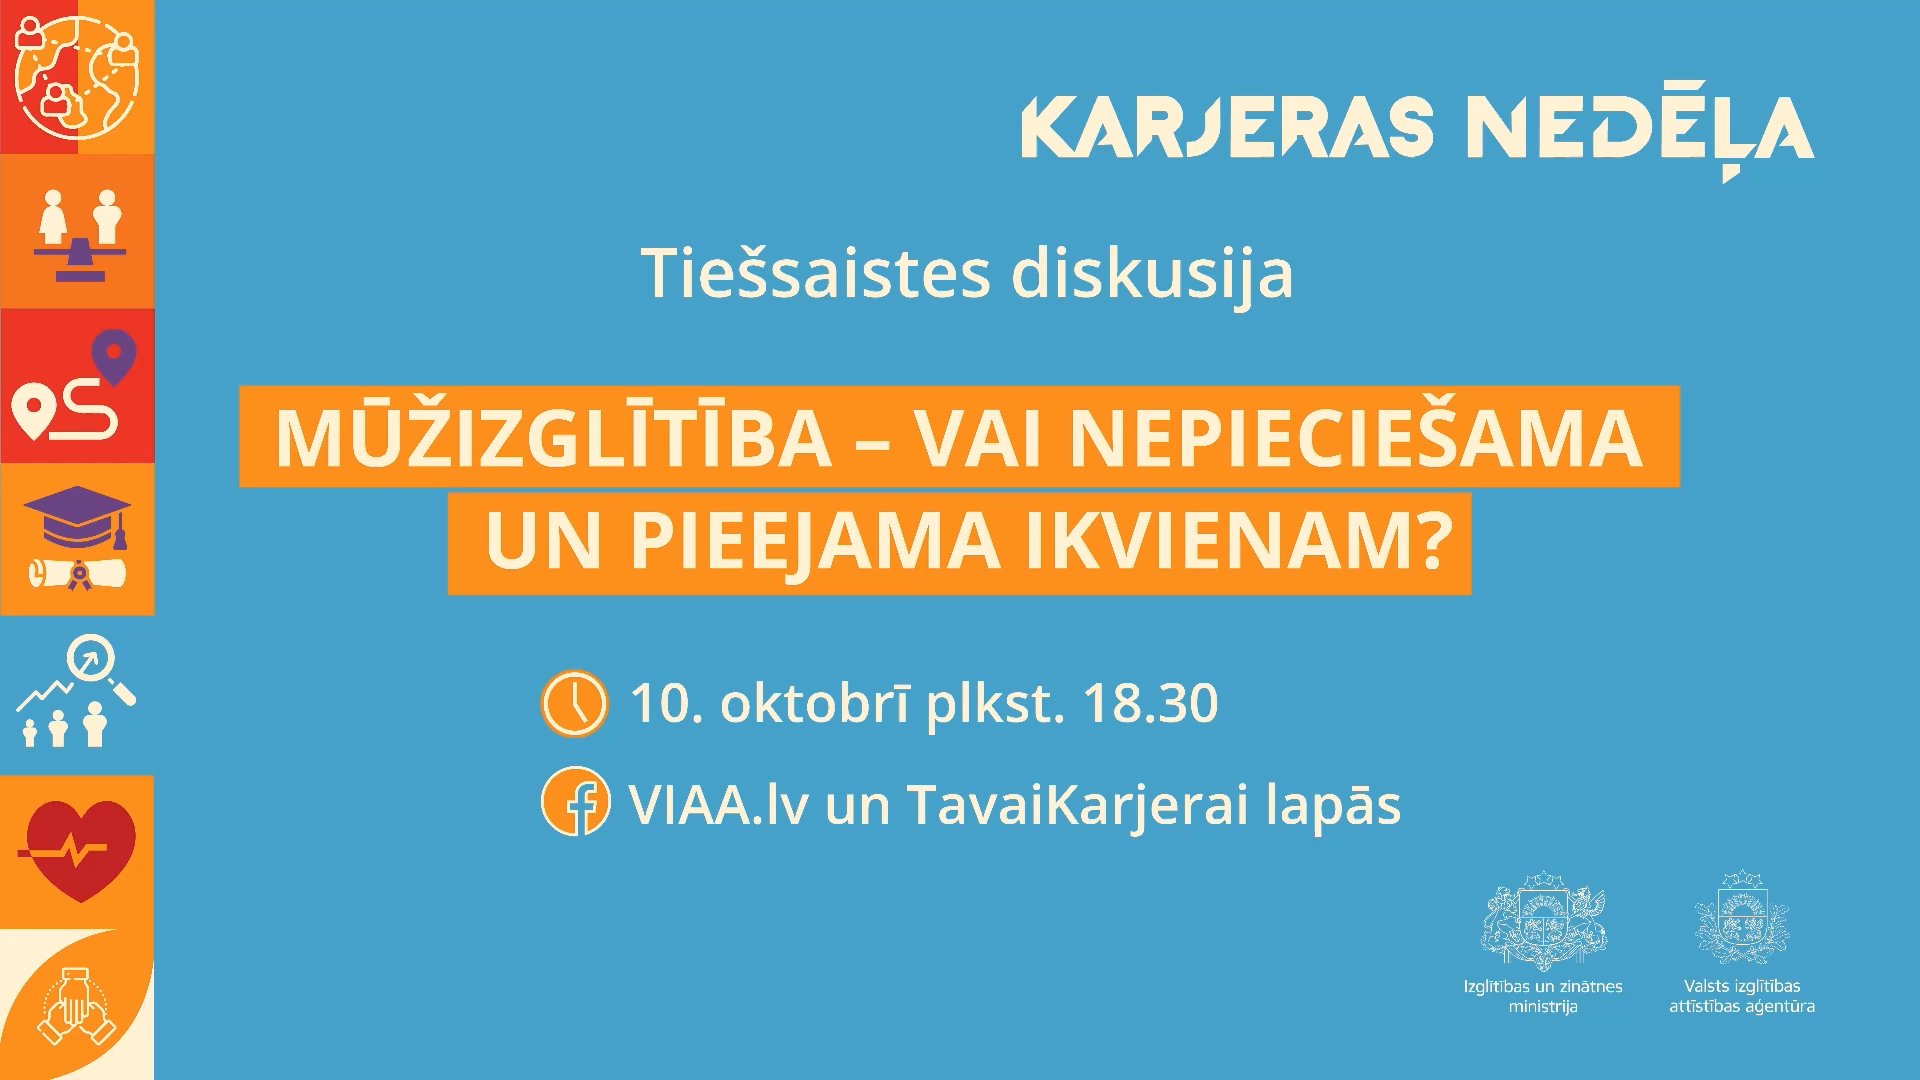 KARJERAS NEDĒĻA
Tiešsaistes diskusija
MŪŽIZGLĪTĪBA – VAI NEPIECIEŠAMA
UN PIEEJAMA IKVIENAM?
10. oktobrī plkst. 18.30
VIAA.lv un TavaiKarjerai lapās
Izglītības un zinātnes
ministrija
Valsts izglītības
attīstības aģentūra